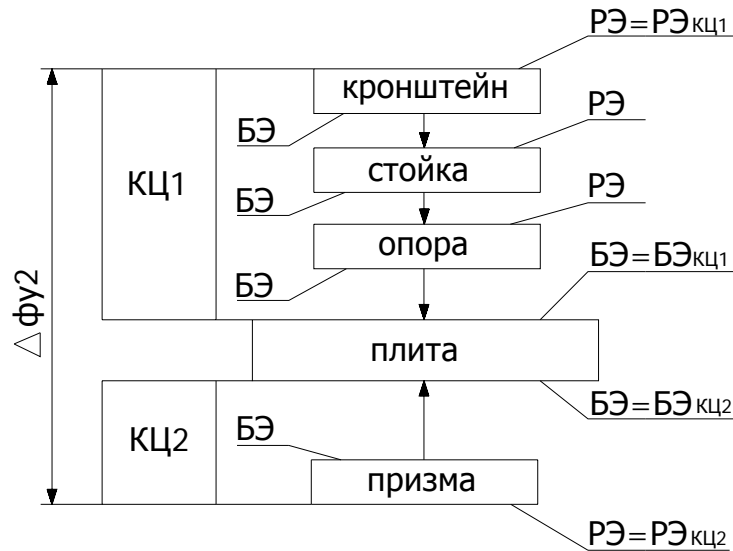 РЭ=РЭКЦ1
кронштейн
БЭ
РЭ
КЦ1
стойка
БЭ
РЭ
опора
БЭ
БЭ=БЭКЦ1
△фу2
плита
БЭ=БЭКЦ2
КЦ2
БЭ
призма
РЭ=РЭКЦ2